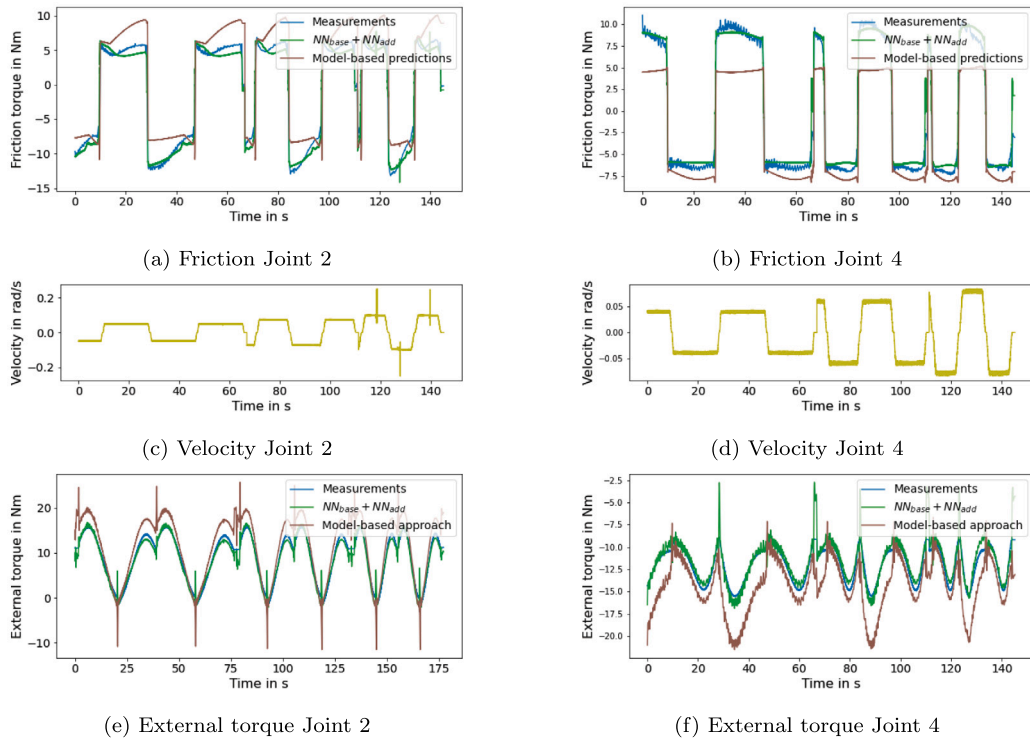 Friction torque in Nm
5
0
−5
−10
−15
0 20 40 60 80 100 120 140
Time in s
Measurements
NN_base + NN_add
Model-based predictions
(a) Friction Joint 2
Friction torque in Nm
10.0
7.5
5.0
2.5
0.0
−2.5
−5.0
−7.5
0 20 40 60 80 100 120 140
Time in s
Measurements
NN_base + NN_add
Model-based predictions
(b) Friction Joint 4
Velocity in rad/s
0.2
0.0
−0.2
0 20 40 60 80 100 120 140
Time in s
(c) Velocity Joint 2
Velocity in rad/s
0.05
0.00
−0.05
0 20 40 60 80 100 120 140
Time in s
(d) Velocity Joint 4
External torque in Nm
20
10
0
−10
0 25 50 75 100 125 150 175
Time in s
Measurements
NN_base + NN_add
Model-based approach
(e) External torque Joint 2
External torque in Nm
−2.5
−5.0
−7.5
−10.0
−12.5
−15.0
−17.5
−20.0
0 20 40 60 80 100 120 140
Time in s
Measurements
NN_base + NN_add
Model-based approach
(f) External torque Joint 4